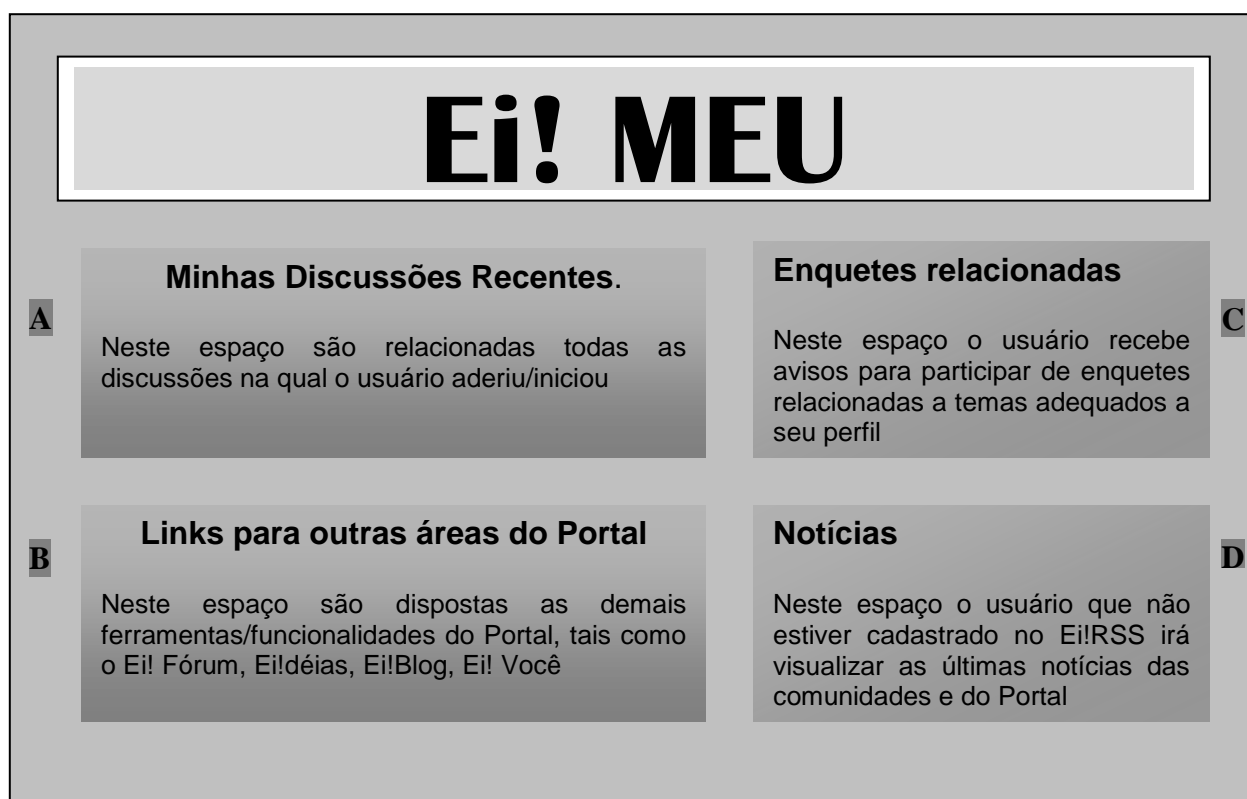 Ei! MEU
A
Minhas Discussões Recentes.
Neste espaço são relacionadas todas as
discussões na qual o usuário aderiu/iniciou
Enquetes relacionadas
Neste espaço o usuário recebe
avisos para participar de enquetes
relacionadas a temas adequados a
seu perfil
C
B
Links para outras áreas do Portal
Neste espaço são dispostas as demais
ferramentas/funcionalidades do Portal, tais como
o Ei! Fórum, Ei!déias, Ei!Blog, Ei! Você
Notícias
Neste espaço o usuário que não
estiver cadastrado no Ei!RSS irá
visualizar as últimas notícias das
comunidades e do Portal
D